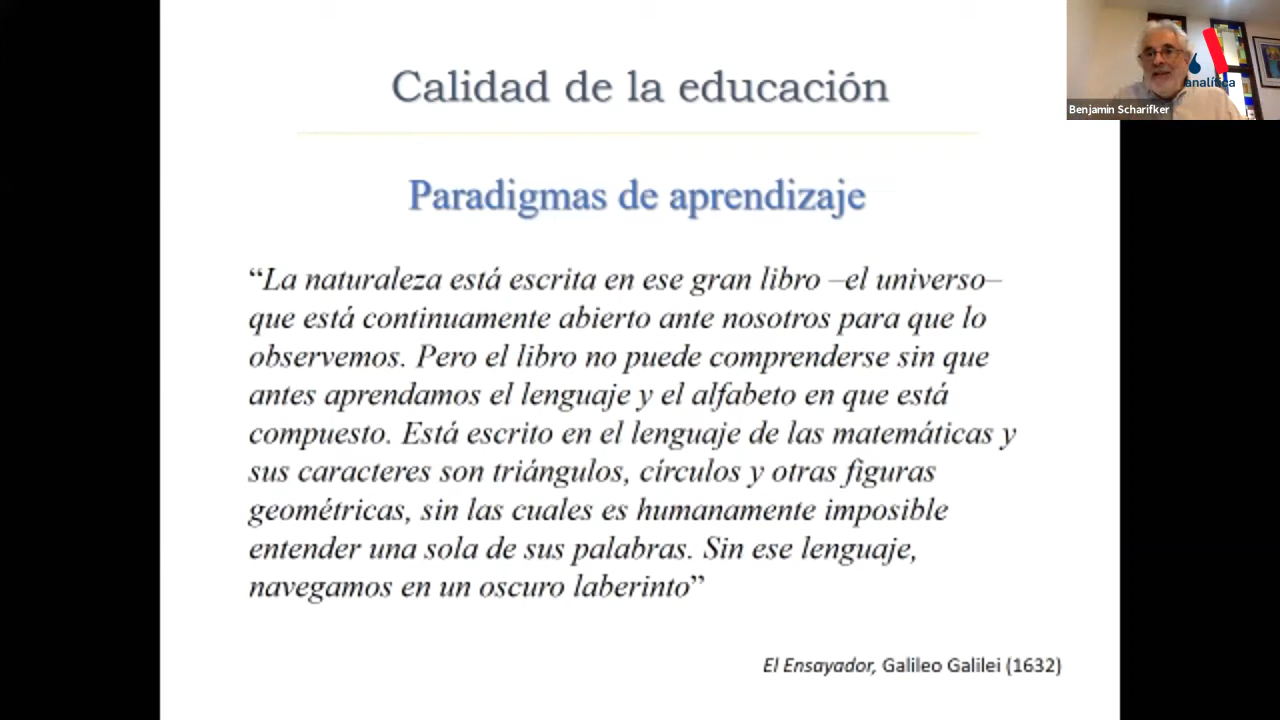 Calidad de la educación
analítica
Benjamin Scharifker
Paradigmas de aprendizaje
“La naturaleza está escrita en ese gran libro –el universo–
que está continuamente abierto ante nosotros para que lo
observemos. Pero el libro no puede comprenderse sin que
antes aprendamos el lenguaje y el alfabeto en que está
compuesto. Está escrito en el lenguaje de las matemáticas y
sus caracteres son triángulos, círculos y otras figuras
geométricas, sin las cuales es humanamente imposible
entender una sola de sus palabras. Sin ese lenguaje,
navegamos en un oscuro laberinto”
El Ensayador, Galileo Galilei (1632)